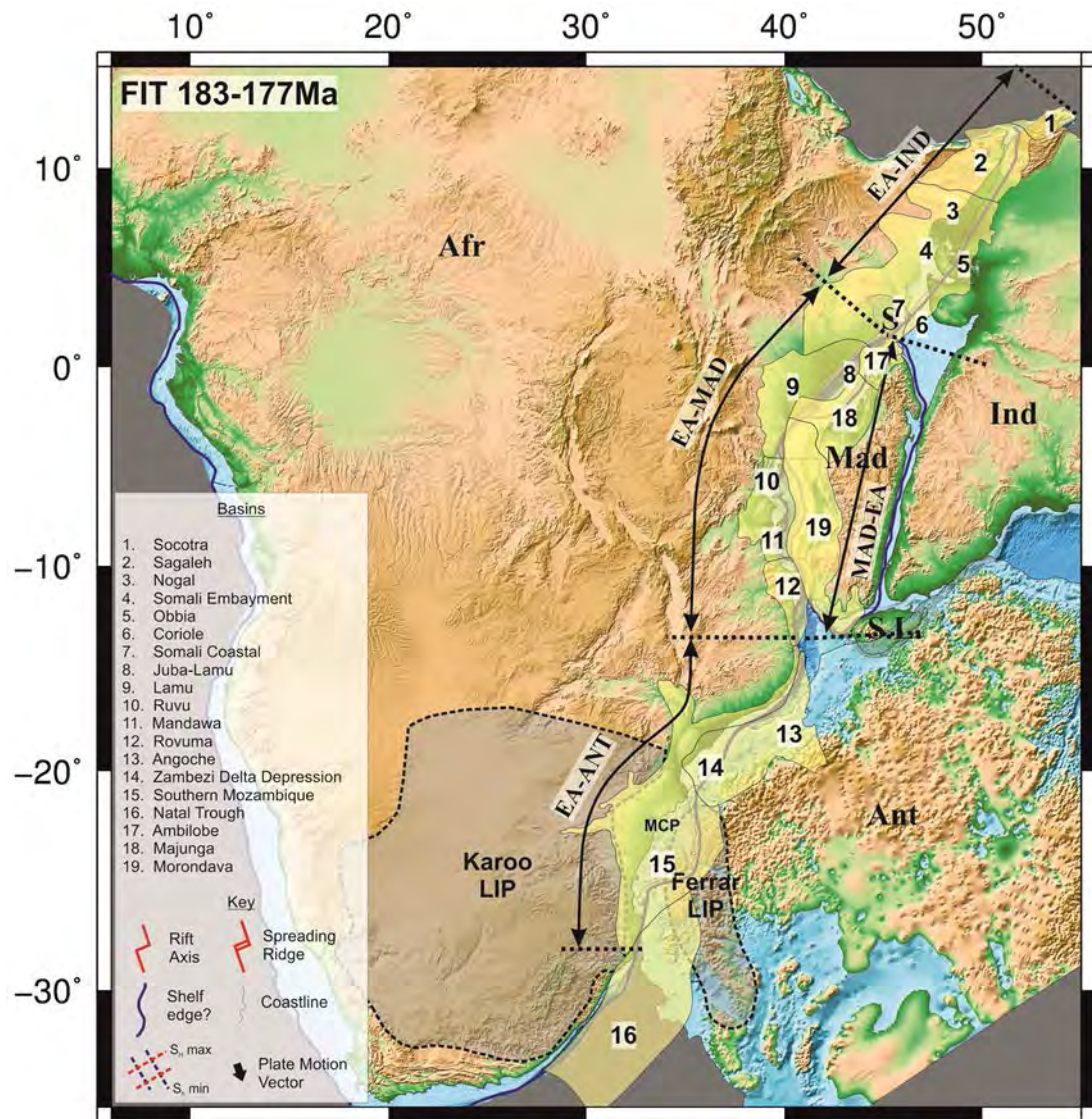 10° 20° 30° 40° 50°
FIT 183-177Ma
1
2
EA-IND
10°
3
Afr
4
5
7
S.
6
0°
17
8
EA-MAD
9
18
Ind
Mad
10
Basins
19
11
MAD-EA
−10°
12
S.L.
1. Socotra
2. Sagaleh
3. Nogal
4. Somali Embayment
5. Obbia
6. Coriole
7. Somali Coastal
8. Juba-Lamu
9. Lamu
10. Ruvu
11. Mandawa
12. Rovuma
13. Angoche
14. Zambezi Delta Depression
15. Southern Mozambique
16. Natal Trough
17. Ambilobe
18. Majunga
19. Morondava
13
EA-ANT
14
−20°
Ant
MCP
15
Karoo
LIP
Ferrar
LIP
Key
Rift
Axis
Spreading
Ridge
−30°
Shelf
edge?
Coastline
16
SH max
Sh min
Plate Motion
Vector